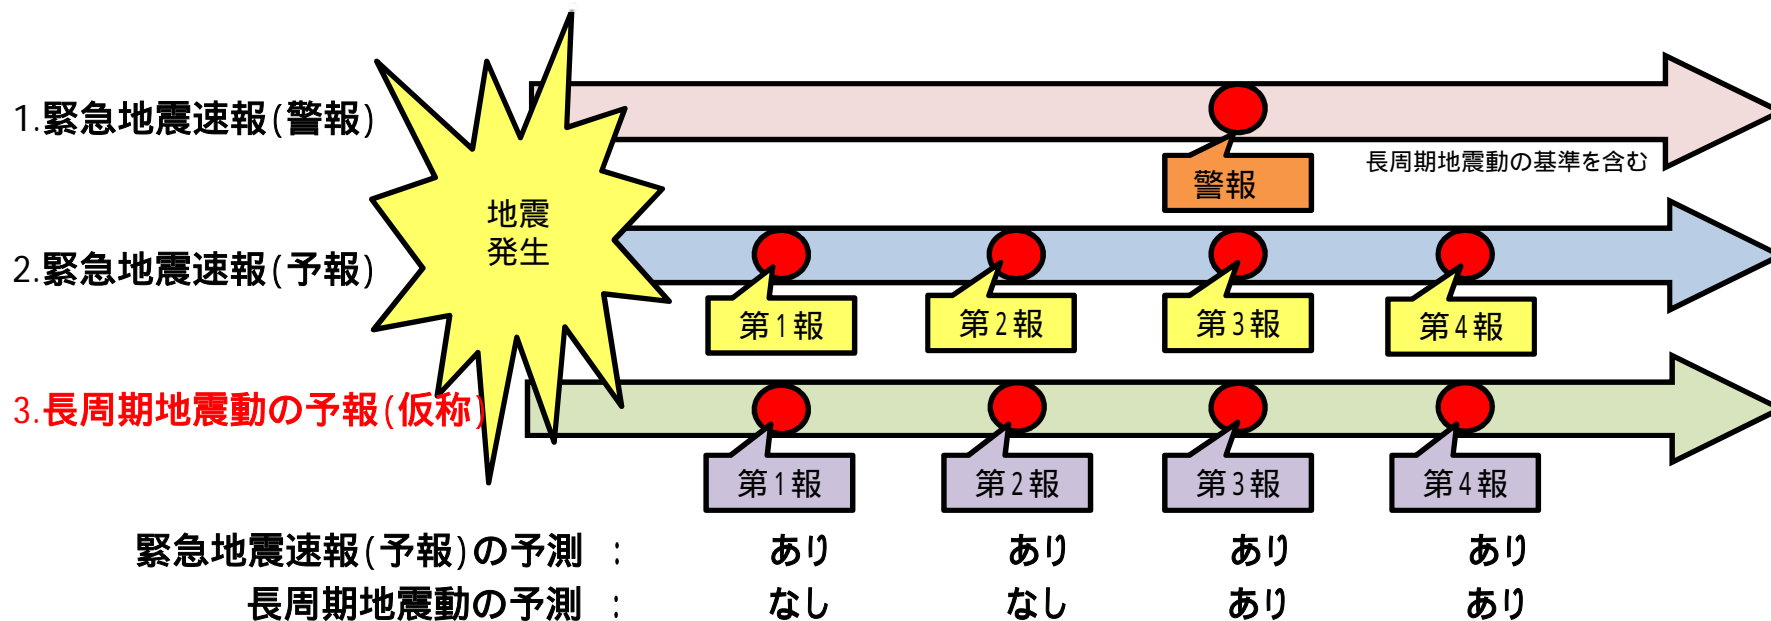 1.緊急地震速報(警報)
地震
発生
警報
長周期地震動の基準を含む
2.緊急地震速報(予報)
第1報 第2報 第3報 第4報
3.長周期地震動の予報(仮称)
第1報 第2報 第3報 第4報
緊急地震速報(予報)の予測 : あり あり あり あり
長周期地震動の予測 : なし なし あり あり